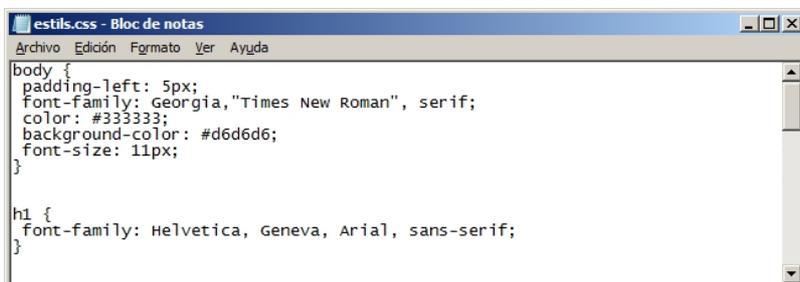 estils.css - Bloc de notas
Archivo Edición Formato Ver Ayuda
body {
 padding-left: 5px;
 font-family: Georgia,"Times New Roman", serif;
 color: #333333;
 background-color: #d6d6d6;
 font-size: 11px;
}
h1 {
 font-family: Helvetica, Geneva, Arial, sans-serif;
}